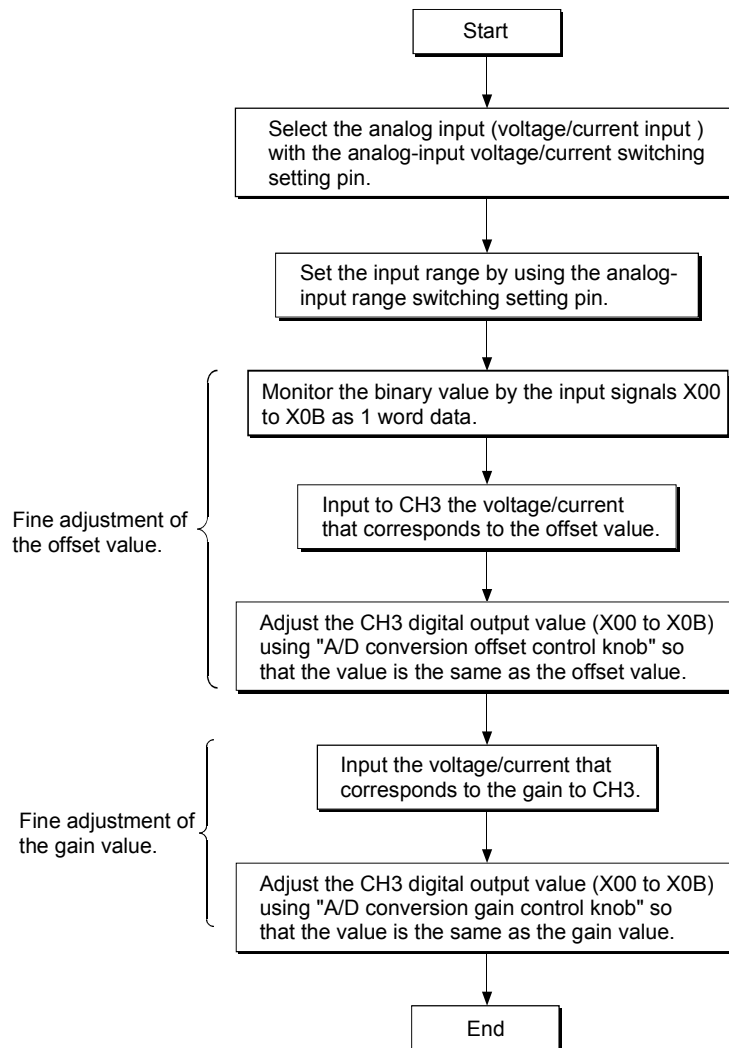 Start
Select the analog input (voltage/current input )
with the analog-input voltage/current switching
setting pin.
Set the input range by using the analog-
input range switching setting pin.
Fine adjustment of
the offset value.
Monitor the binary value by the input signals X00
to X0B as 1 word data.
Input to CH3 the voltage/current
that corresponds to the offset value.
Adjust the CH3 digital output value (X00 to X0B)
using "A/D conversion offset control knob" so
that the value is the same as the offset value.
Fine adjustment of
the gain value.
Input the voltage/current that
corresponds to the gain to CH3.
Adjust the CH3 digital output value (X00 to X0B)
using "A/D conversion gain control knob" so
that the value is the same as the gain value.
End